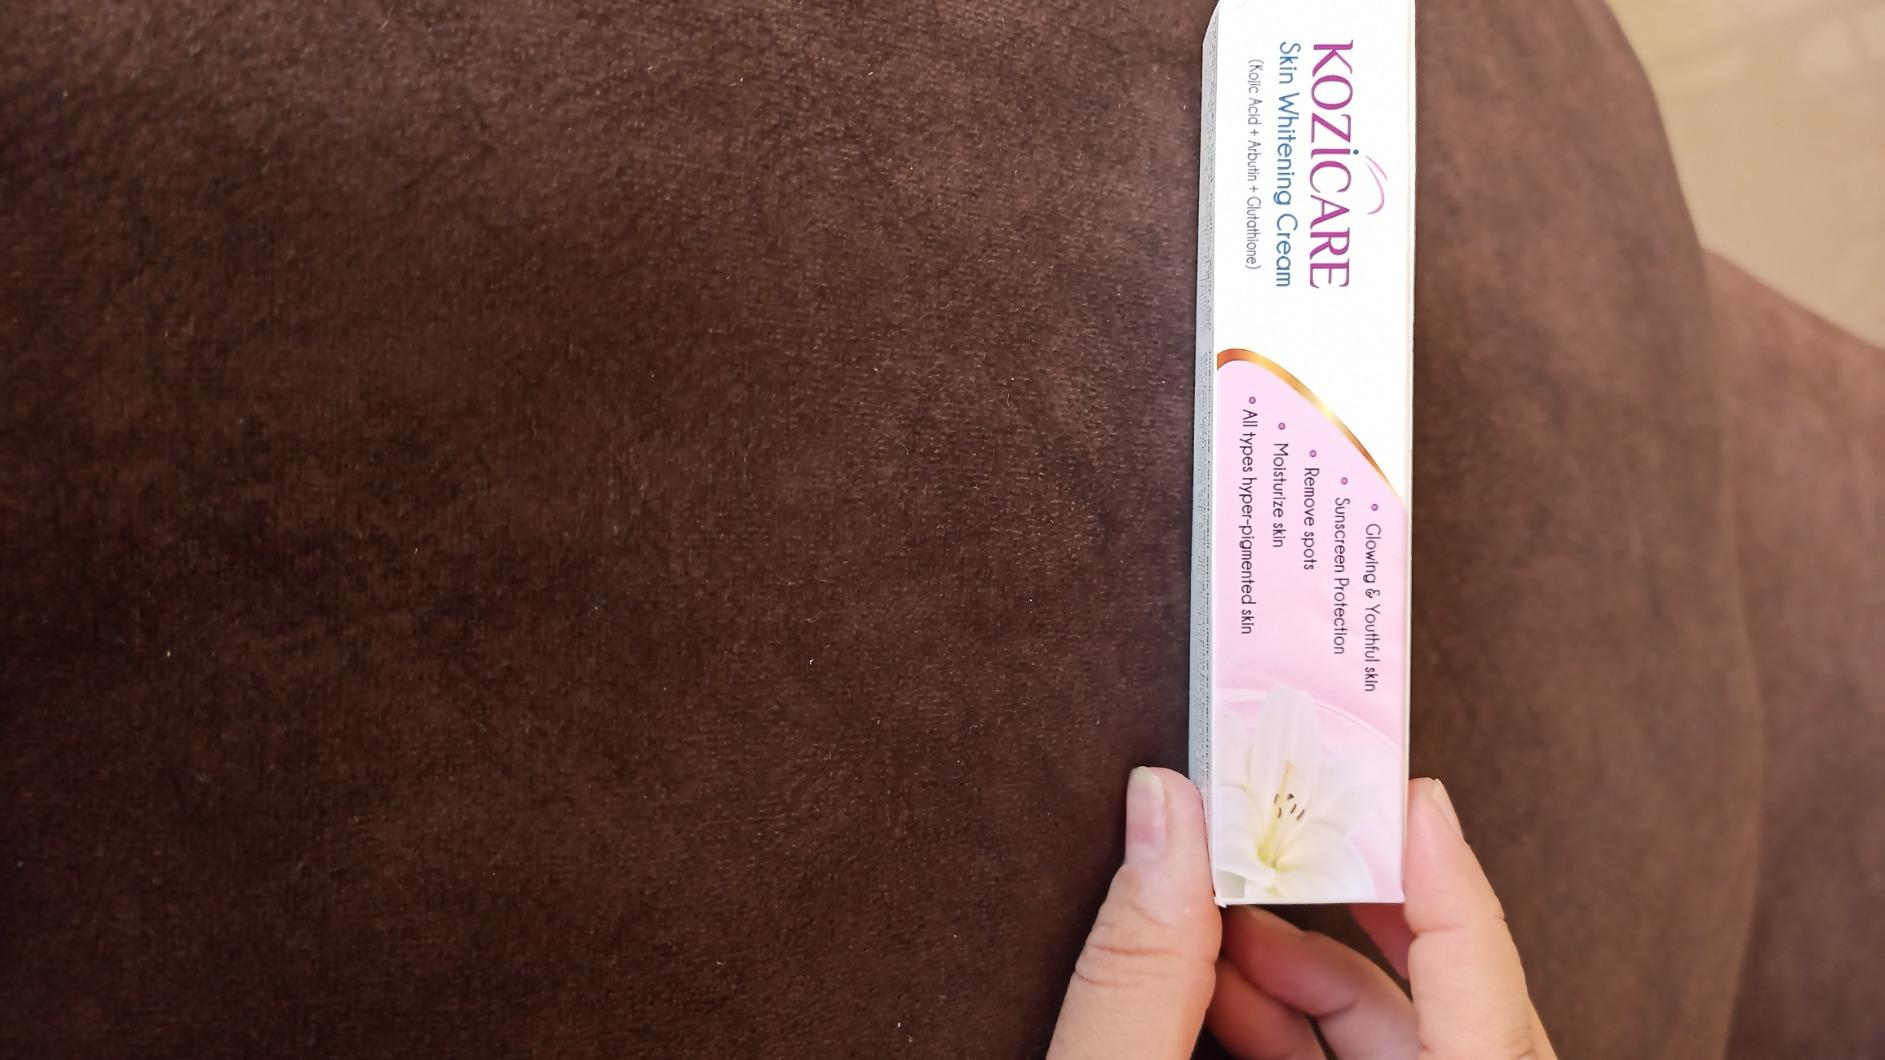 KOZiCARE
Skin Whitening Cream
(Kojic Acid + Arbutin + Glutathione)
• Glowing & Youthful skin
• Sunscreen Protection
• Remove spots
• Moisturize skin
• All types hyper-pigmented skin